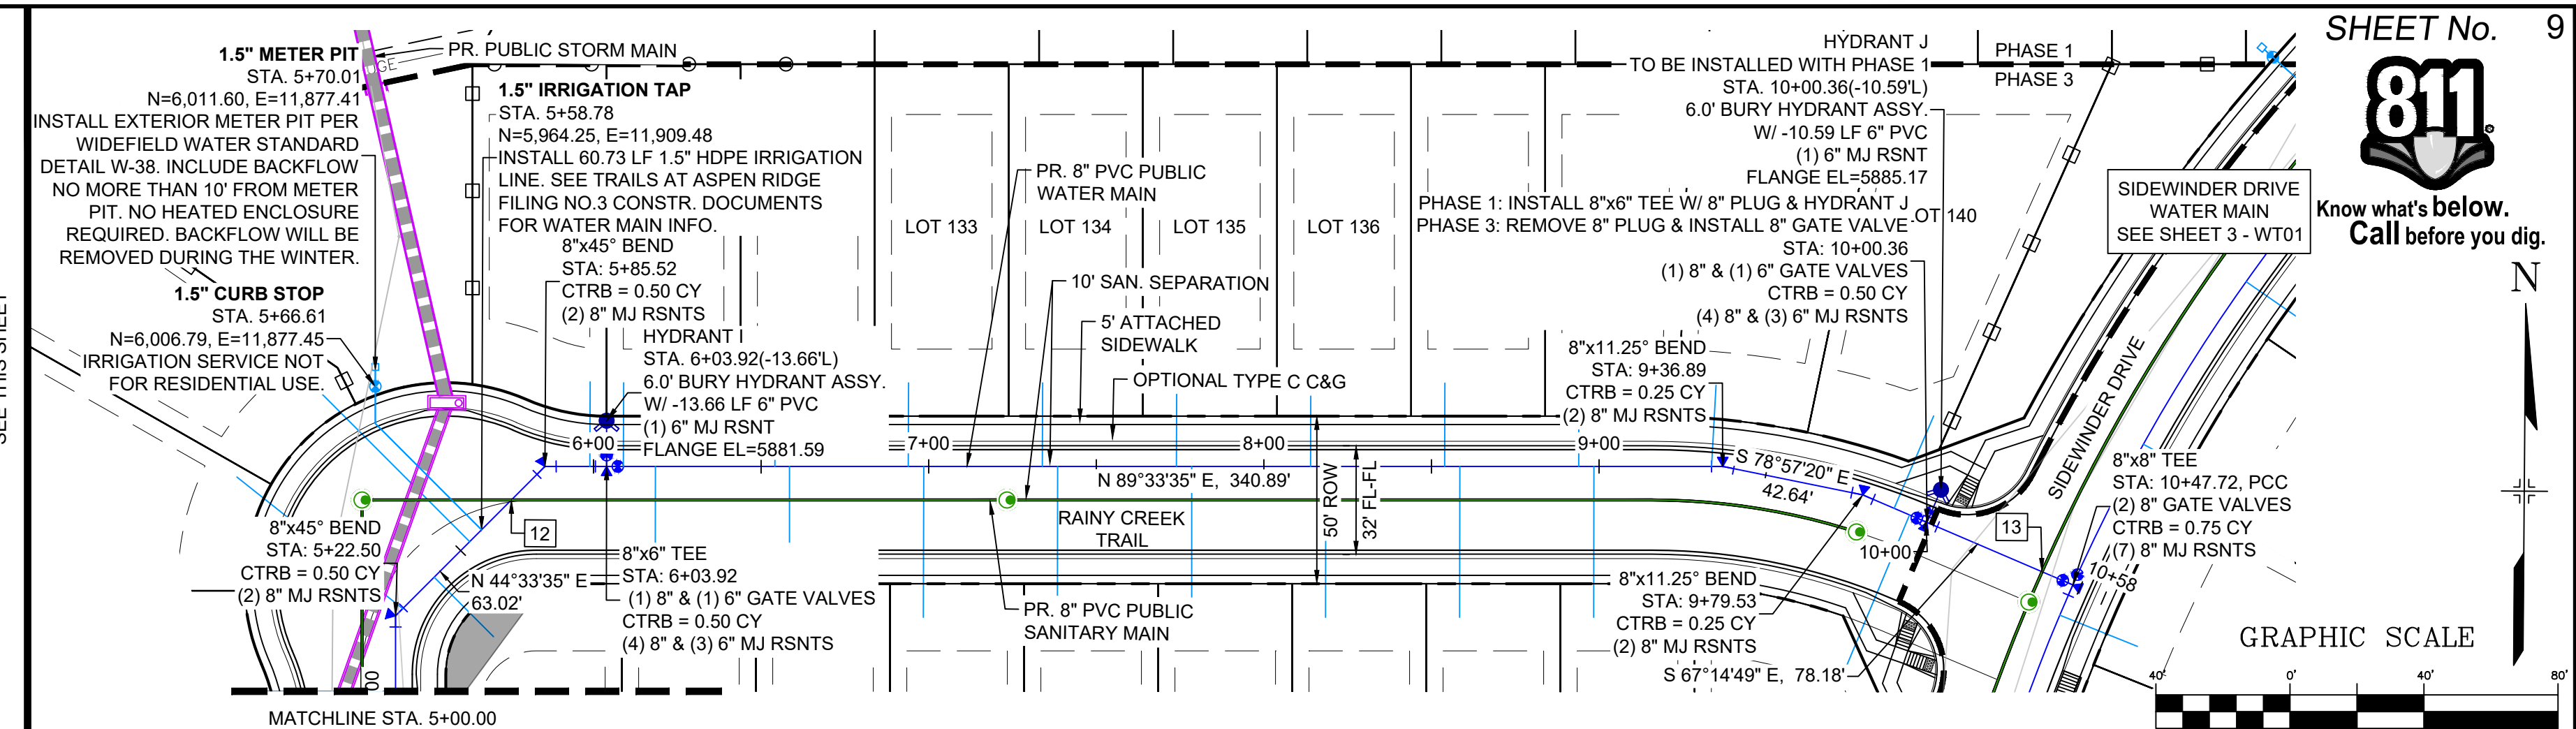 SHEET No. 9
811
Know what's below.
Call before you dig.
N
SEE THIS SHEET
1.5" METER PIT
STA. 5+70.01
N=6,011.60, E=11,877.41
INSTALL EXTERIOR METER PIT PER
WIDEFIELD WATER STANDARD
DETAIL W-38. INCLUDE BACKFLOW
NO MORE THAN 10' FROM METER
PIT. NO HEATED ENCLOSURE
REQUIRED. BACKFLOW WILL BE
REMOVED DURING THE WINTER.
1.5" CURB STOP
STA. 5+66.61
N=6,006.79, E=11,877.45
IRRIGATION SERVICE NOT
FOR RESIDENTIAL USE.
PR. PUBLIC STORM MAIN
1.5" IRRIGATION TAP
STA. 5+58.78
N=5,964.25, E=11,909.48
INSTALL 60.73 LF 1.5" HDPE IRRIGATION
LINE. SEE TRAILS AT ASPEN RIDGE
FILING NO.3 CONSTR. DOCUMENTS
FOR WATER MAIN INFO.
8"x45° BEND
STA: 5+85.52
CTRB = 0.50 CY
(2) 8" MJ RSNTS
HYDRANT I
STA. 6+03.92(-13.66'L)
6.0' BURY HYDRANT ASSY.
W/ -13.66 LF 6" PVC
(1) 6" MJ RSNT
FLANGE EL=5881.59
PR. 8" PVC PUBLIC
WATER MAIN
10' SAN. SEPARATION
5' ATTACHED
SIDEWALK
OPTIONAL TYPE C C&G
LOT 133
LOT 134
LOT 135
LOT 136
HYDRANT J
TO BE INSTALLED WITH PHASE 1
STA. 10+00.36(-10.59'L)
6.0' BURY HYDRANT ASSY.
W/ -10.59 LF 6" PVC
(1) 6" MJ RSNT
FLANGE EL=5885.17
PHASE 1: INSTALL 8"x6" TEE W/ 8" PLUG & HYDRANT J
PHASE 3: REMOVE 8" PLUG & INSTALL 8" GATE VALVE
STA: 10+00.36
(1) 8" & (1) 6" GATE VALVES
CTRB = 0.50 CY
(4) 8" & (3) 6" MJ RSNTS
OT 140
PHASE 1
PHASE 3
SIDEWINDER DRIVE
WATER MAIN
SEE SHEET 3 - WT01
8"x11.25° BEND
STA: 9+36.89
CTRB = 0.25 CY
(2) 8" MJ RSNTS
6+00
7+00
8+00
9+00
N 89°33'35" E, 340.89'
S 78°57'20" E
42.64'
50' ROW
32' FL-FL
RAINY CREEK
TRAIL
SIDEWINDER DRIVE
8"x8" TEE
STA: 10+47.72, PCC
(2) 8" GATE VALVES
CTRB = 0.75 CY
(7) 8" MJ RSNTS
12
13
10+00
10+58
8"x45° BEND
STA: 5+22.50
CTRB = 0.50 CY
(2) 8" MJ RSNTS
N 44°33'35" E
63.02'
8"x6" TEE
STA: 6+03.92
(1) 8" & (1) 6" GATE VALVES
CTRB = 0.50 CY
(4) 8" & (3) 6" MJ RSNTS
PR. 8" PVC PUBLIC
SANITARY MAIN
8"x11.25° BEND
STA: 9+79.53
CTRB = 0.25 CY
(2) 8" MJ RSNTS
S 67°14'49" E, 78.18'
00
MATCHLINE STA. 5+00.00
GRAPHIC SCALE
40' 0' 40' 80'